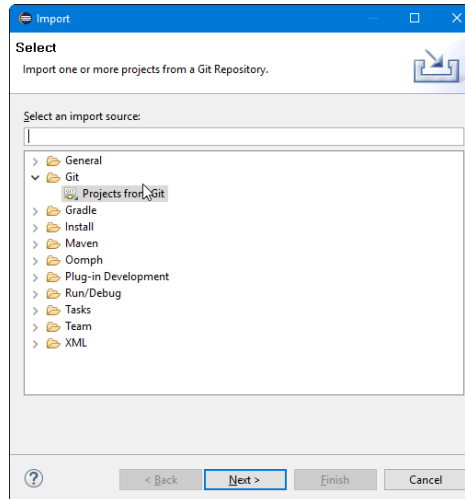 Import
Select
Import one or more projects from a Git Repository.
Select an import source:
General
Git
Projects from Git
Gradle
Install
Maven
Oomph
Plug-in Development
Run/Debug
Tasks
Team
XML
?
< Back
Next >
Finish
Cancel